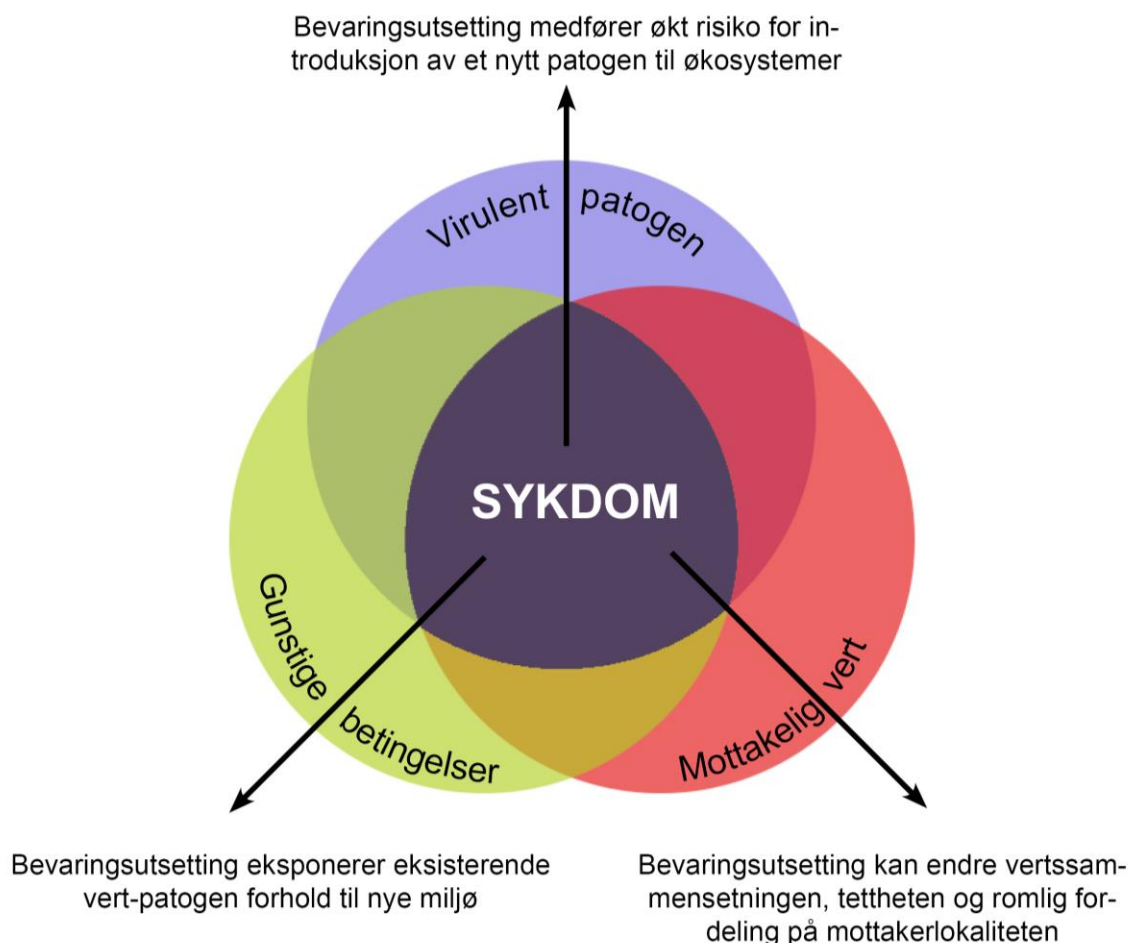 Bevaringsutsetting medfører økt risiko for in-
troduksjon av et nytt patogen til økosystemer
Virulent patogen
SYKDOM
Gunstige betingelser
Mottakelig vert
Bevaringsutsetting eksponerer eksisterende
vert-patogen forhold til nye miljø
Bevaringsutsetting kan endre vertssam-
mensetningen, tettheten og romlig for-
deling på mottakerlokaliteten